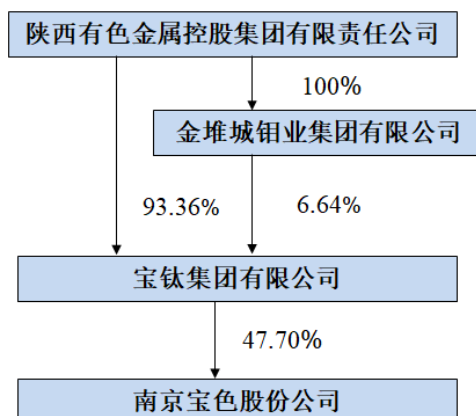 陕西有色金属控股集团有限责任公司
100%
金堆城钼业集团有限公司
93.36%
6.64%
宝钛集团有限公司
47.70%
南京宝色股份公司